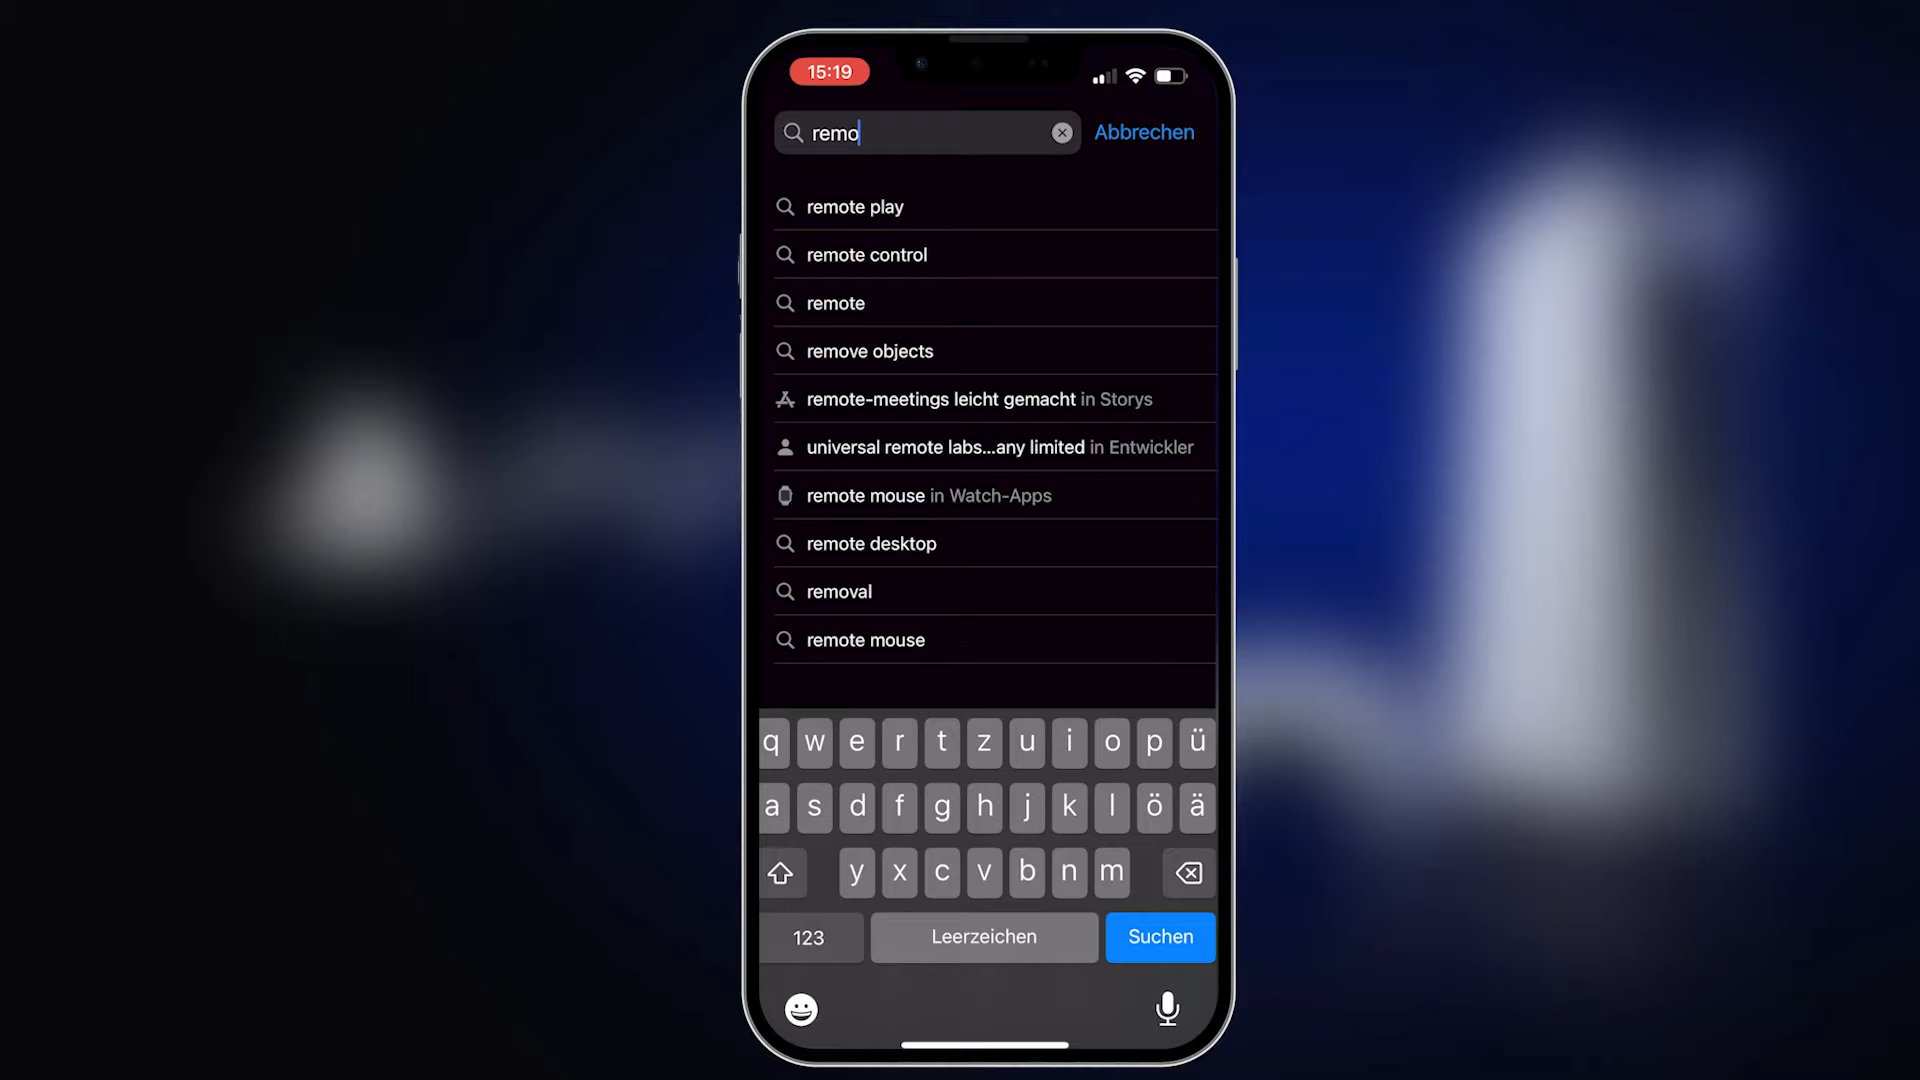 15:19
remo
Abbrechen
remote play
remote control
remote
remove objects
remote-meetings leicht gemacht in Storys
universal remote labs...any limited in Entwickler
remote mouse in Watch-Apps
remote desktop
removal
remote mouse
q w e r t z u i o p ü
a s d f g h j k l ö ä
y x c v b n m
123 Leerzeichen Suchen